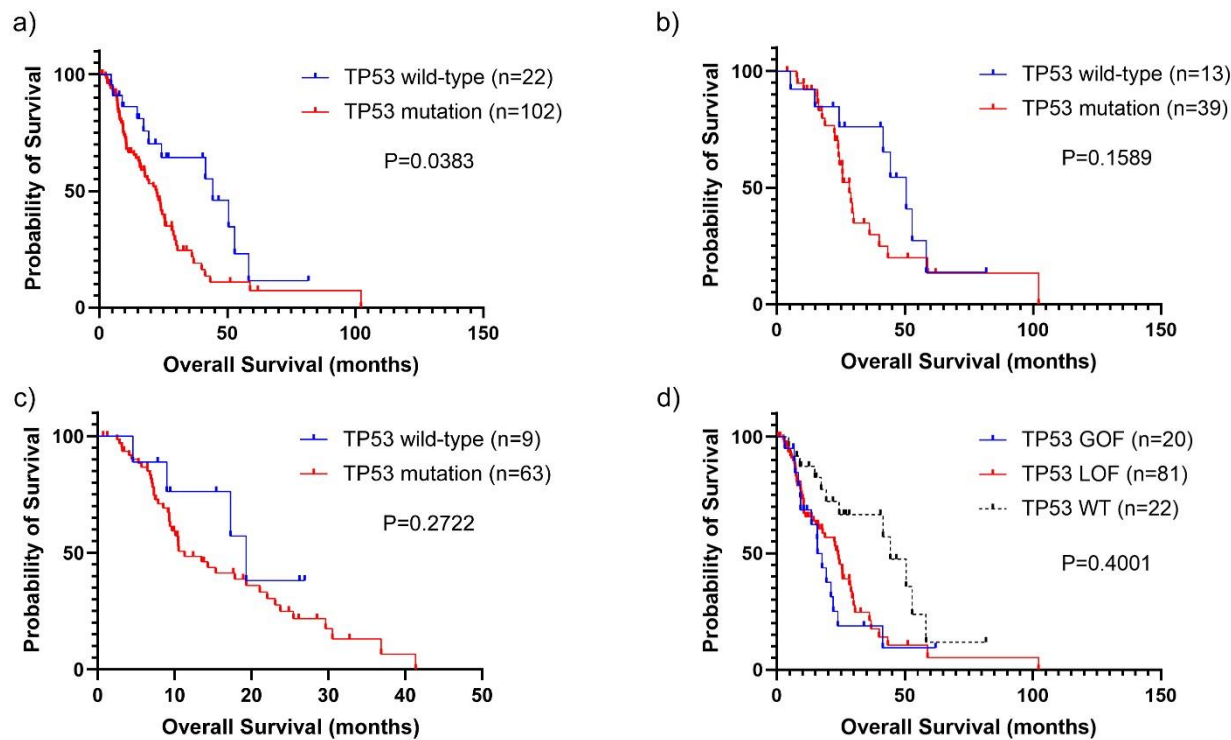 a)
Probability of Survival
100
50
0
TP53 wild-type (n=22)
TP53 mutation (n=102)
P=0.0383
0 50 100 150
Overall Survival (months)
b)
Probability of Survival
100
50
0
TP53 wild-type (n=13)
TP53 mutation (n=39)
P=0.1589
0 50 100 150
Overall Survival (months)
c)
Probability of Survival
100
50
0
TP53 wild-type (n=9)
TP53 mutation (n=63)
P=0.2722
0 10 20 30 40 50
Overall Survival (months)
d)
Probability of Survival
100
50
0
TP53 GOF (n=20)
TP53 LOF (n=81)
TP53 WT (n=22)
P=0.4001
0 50 100 150
Overall Survival (months)